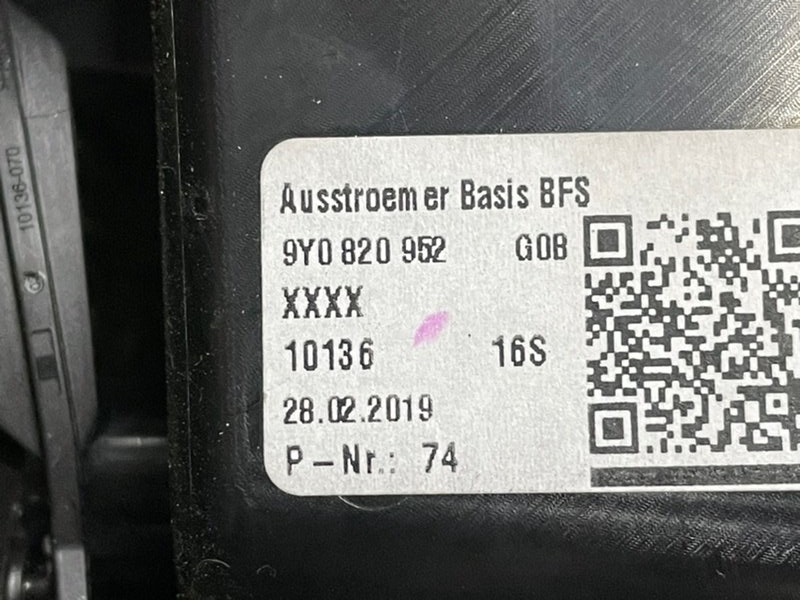 10136-070
Ausstroemer Basis BFS
9Y0 820 952 G0B
XXXX
10136 16S
28.02.2019
P-Nr.: 74